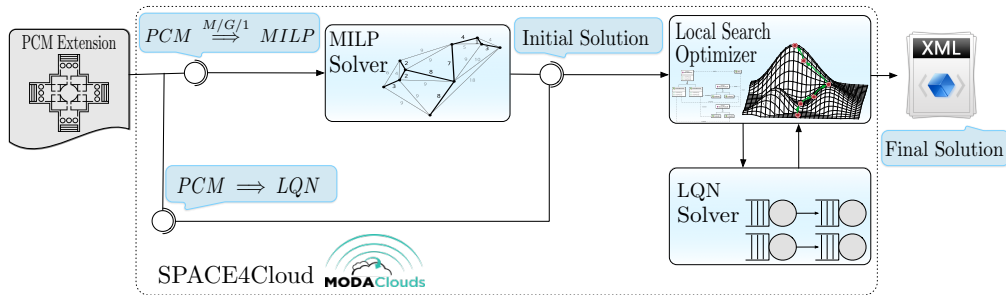 PCM Extension
PCM M/G/1 ⟹ MILP
MILP
Solver
Initial Solution
Local Search
Optimizer
XML
Final Solution
PCM ⟹ LQN
LQN
Solver
SPACE4Cloud
MODAClouds